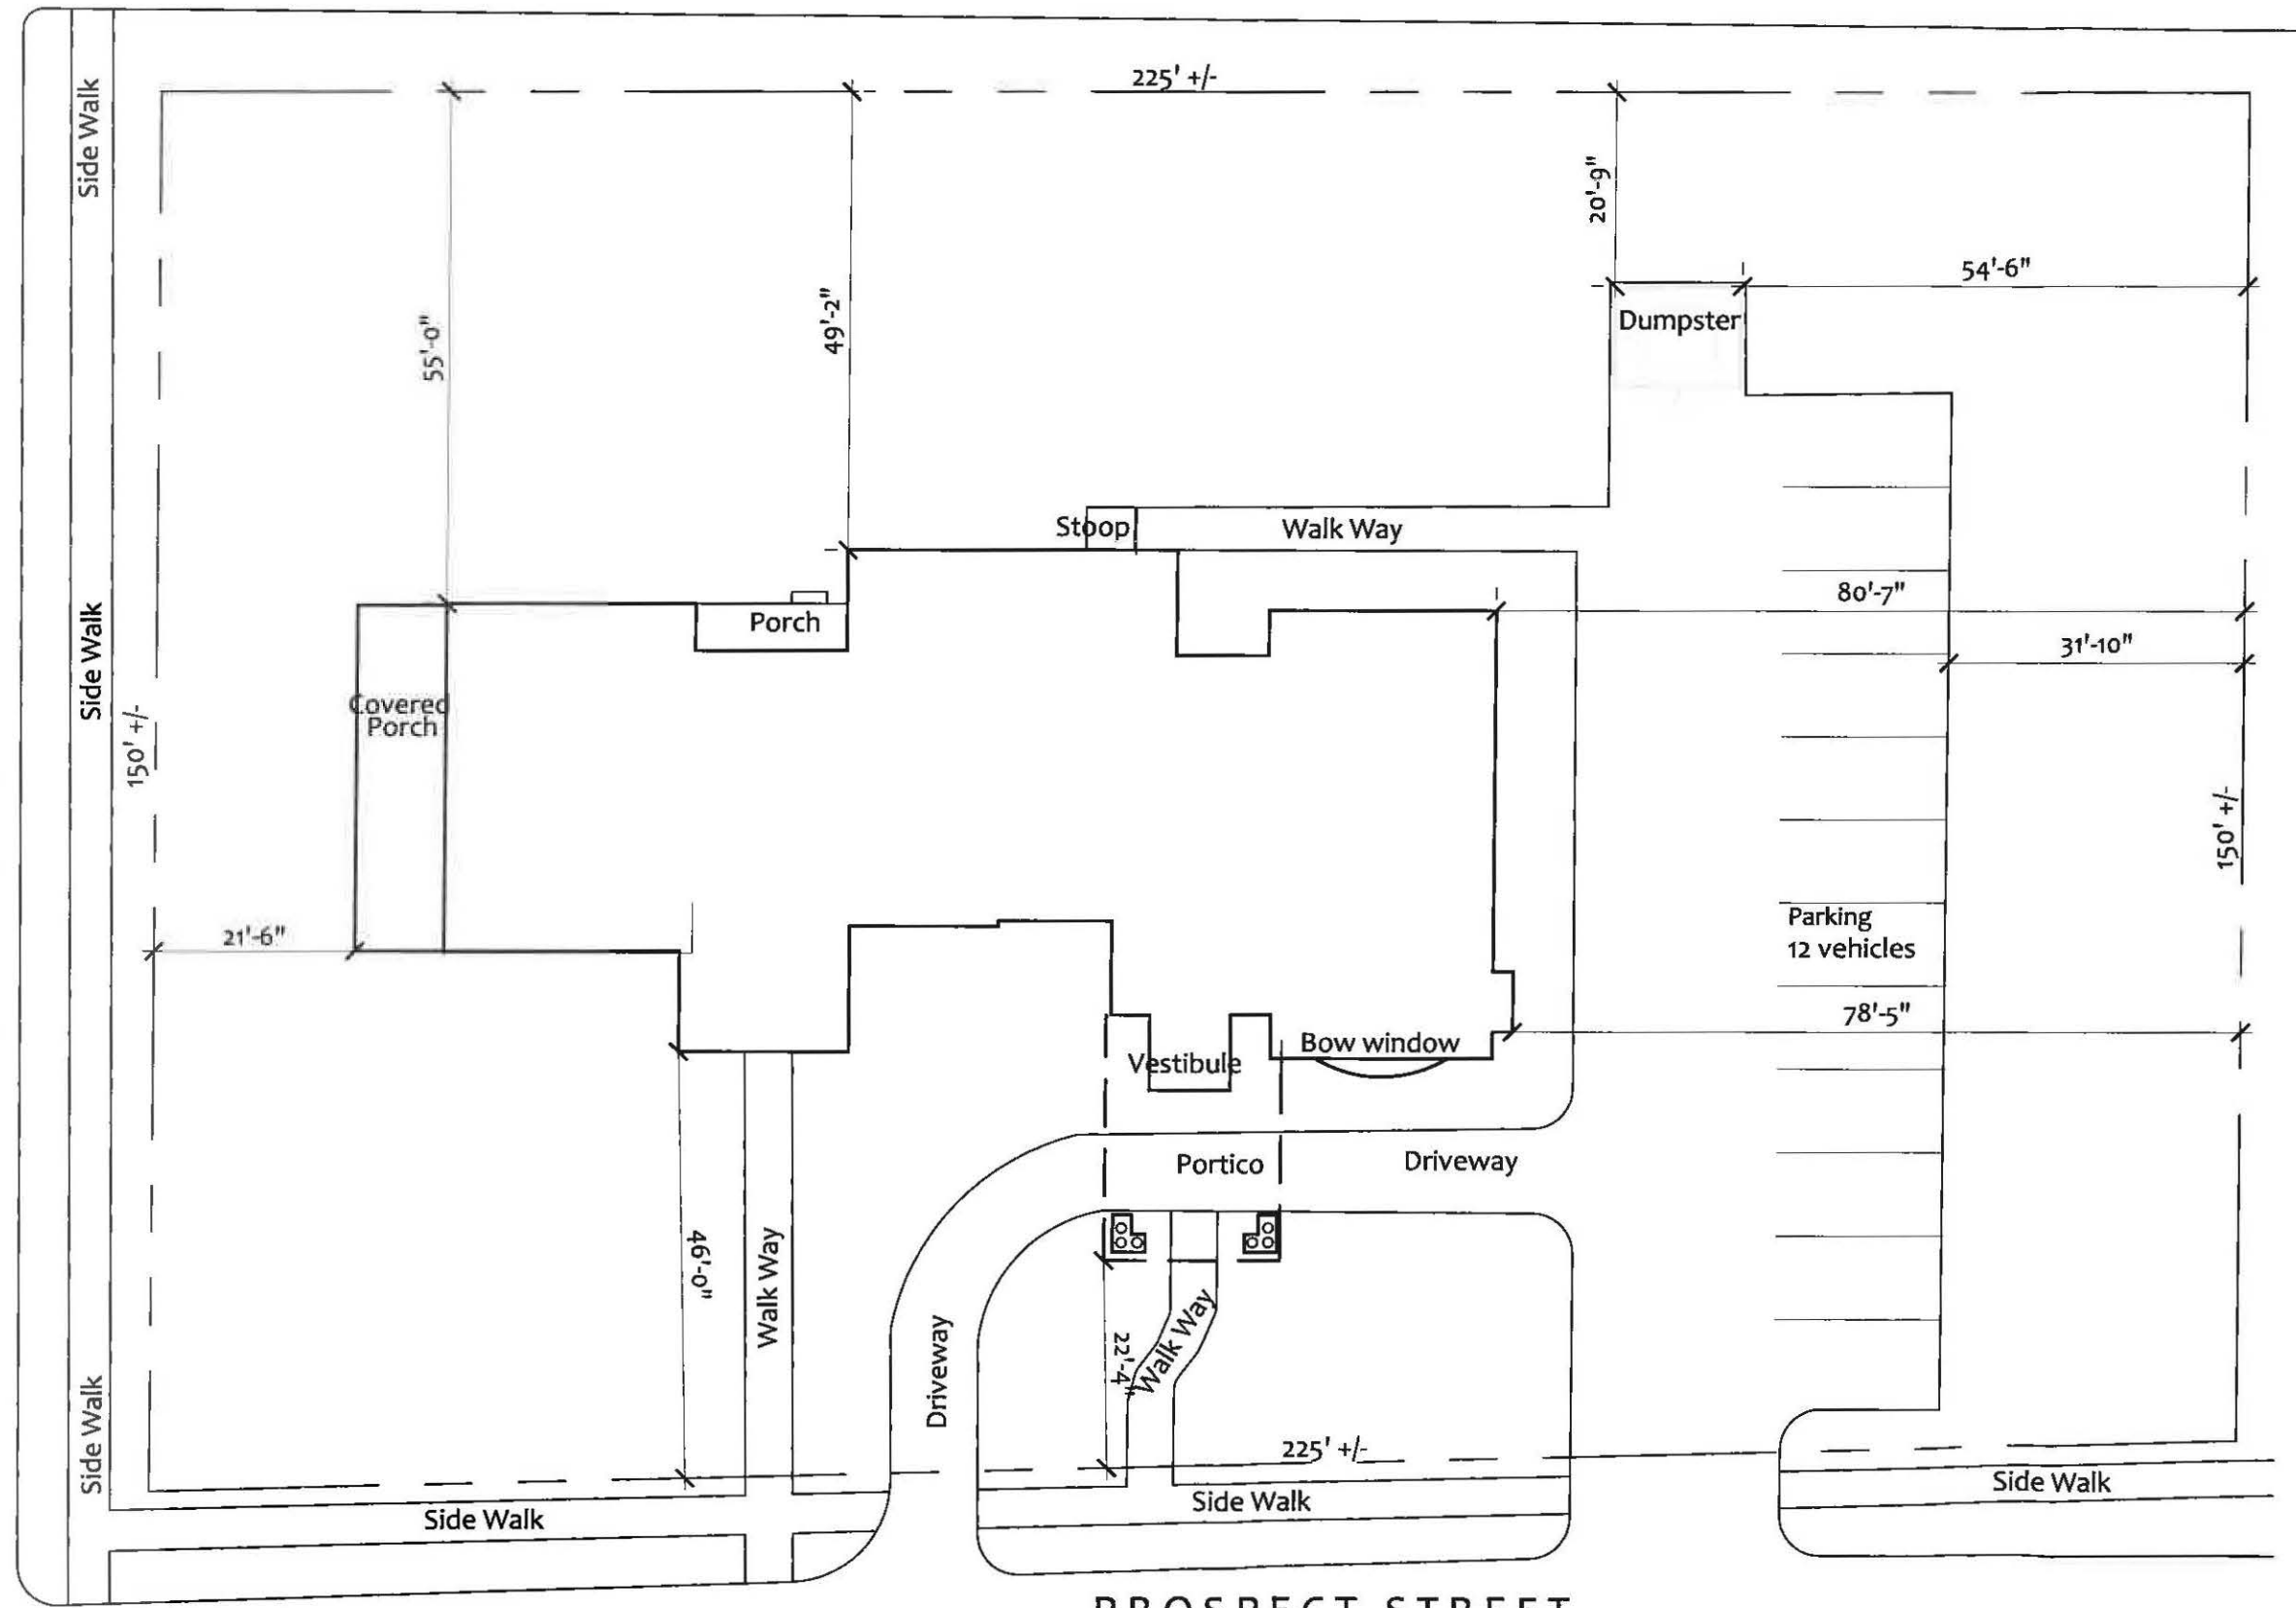 225' +/-
Side Walk
20'-9"
54'-6"
55'-0"
49'-2"
Dumpster
Stoop
Walk Way
80'-7"
Porch
31'-10"
Side Walk
Covered
Porch
150' +/-
150' +/-
Parking
12 vehicles
21'-6"
78'-5"
Bow window
Vestibule
Portico
Driveway
46'-0"
Walk Way
Walk Way
22'-4"
Driveway
Side Walk
225' +/-
Side Walk
Side Walk
Side Walk
PROSPECT STREET